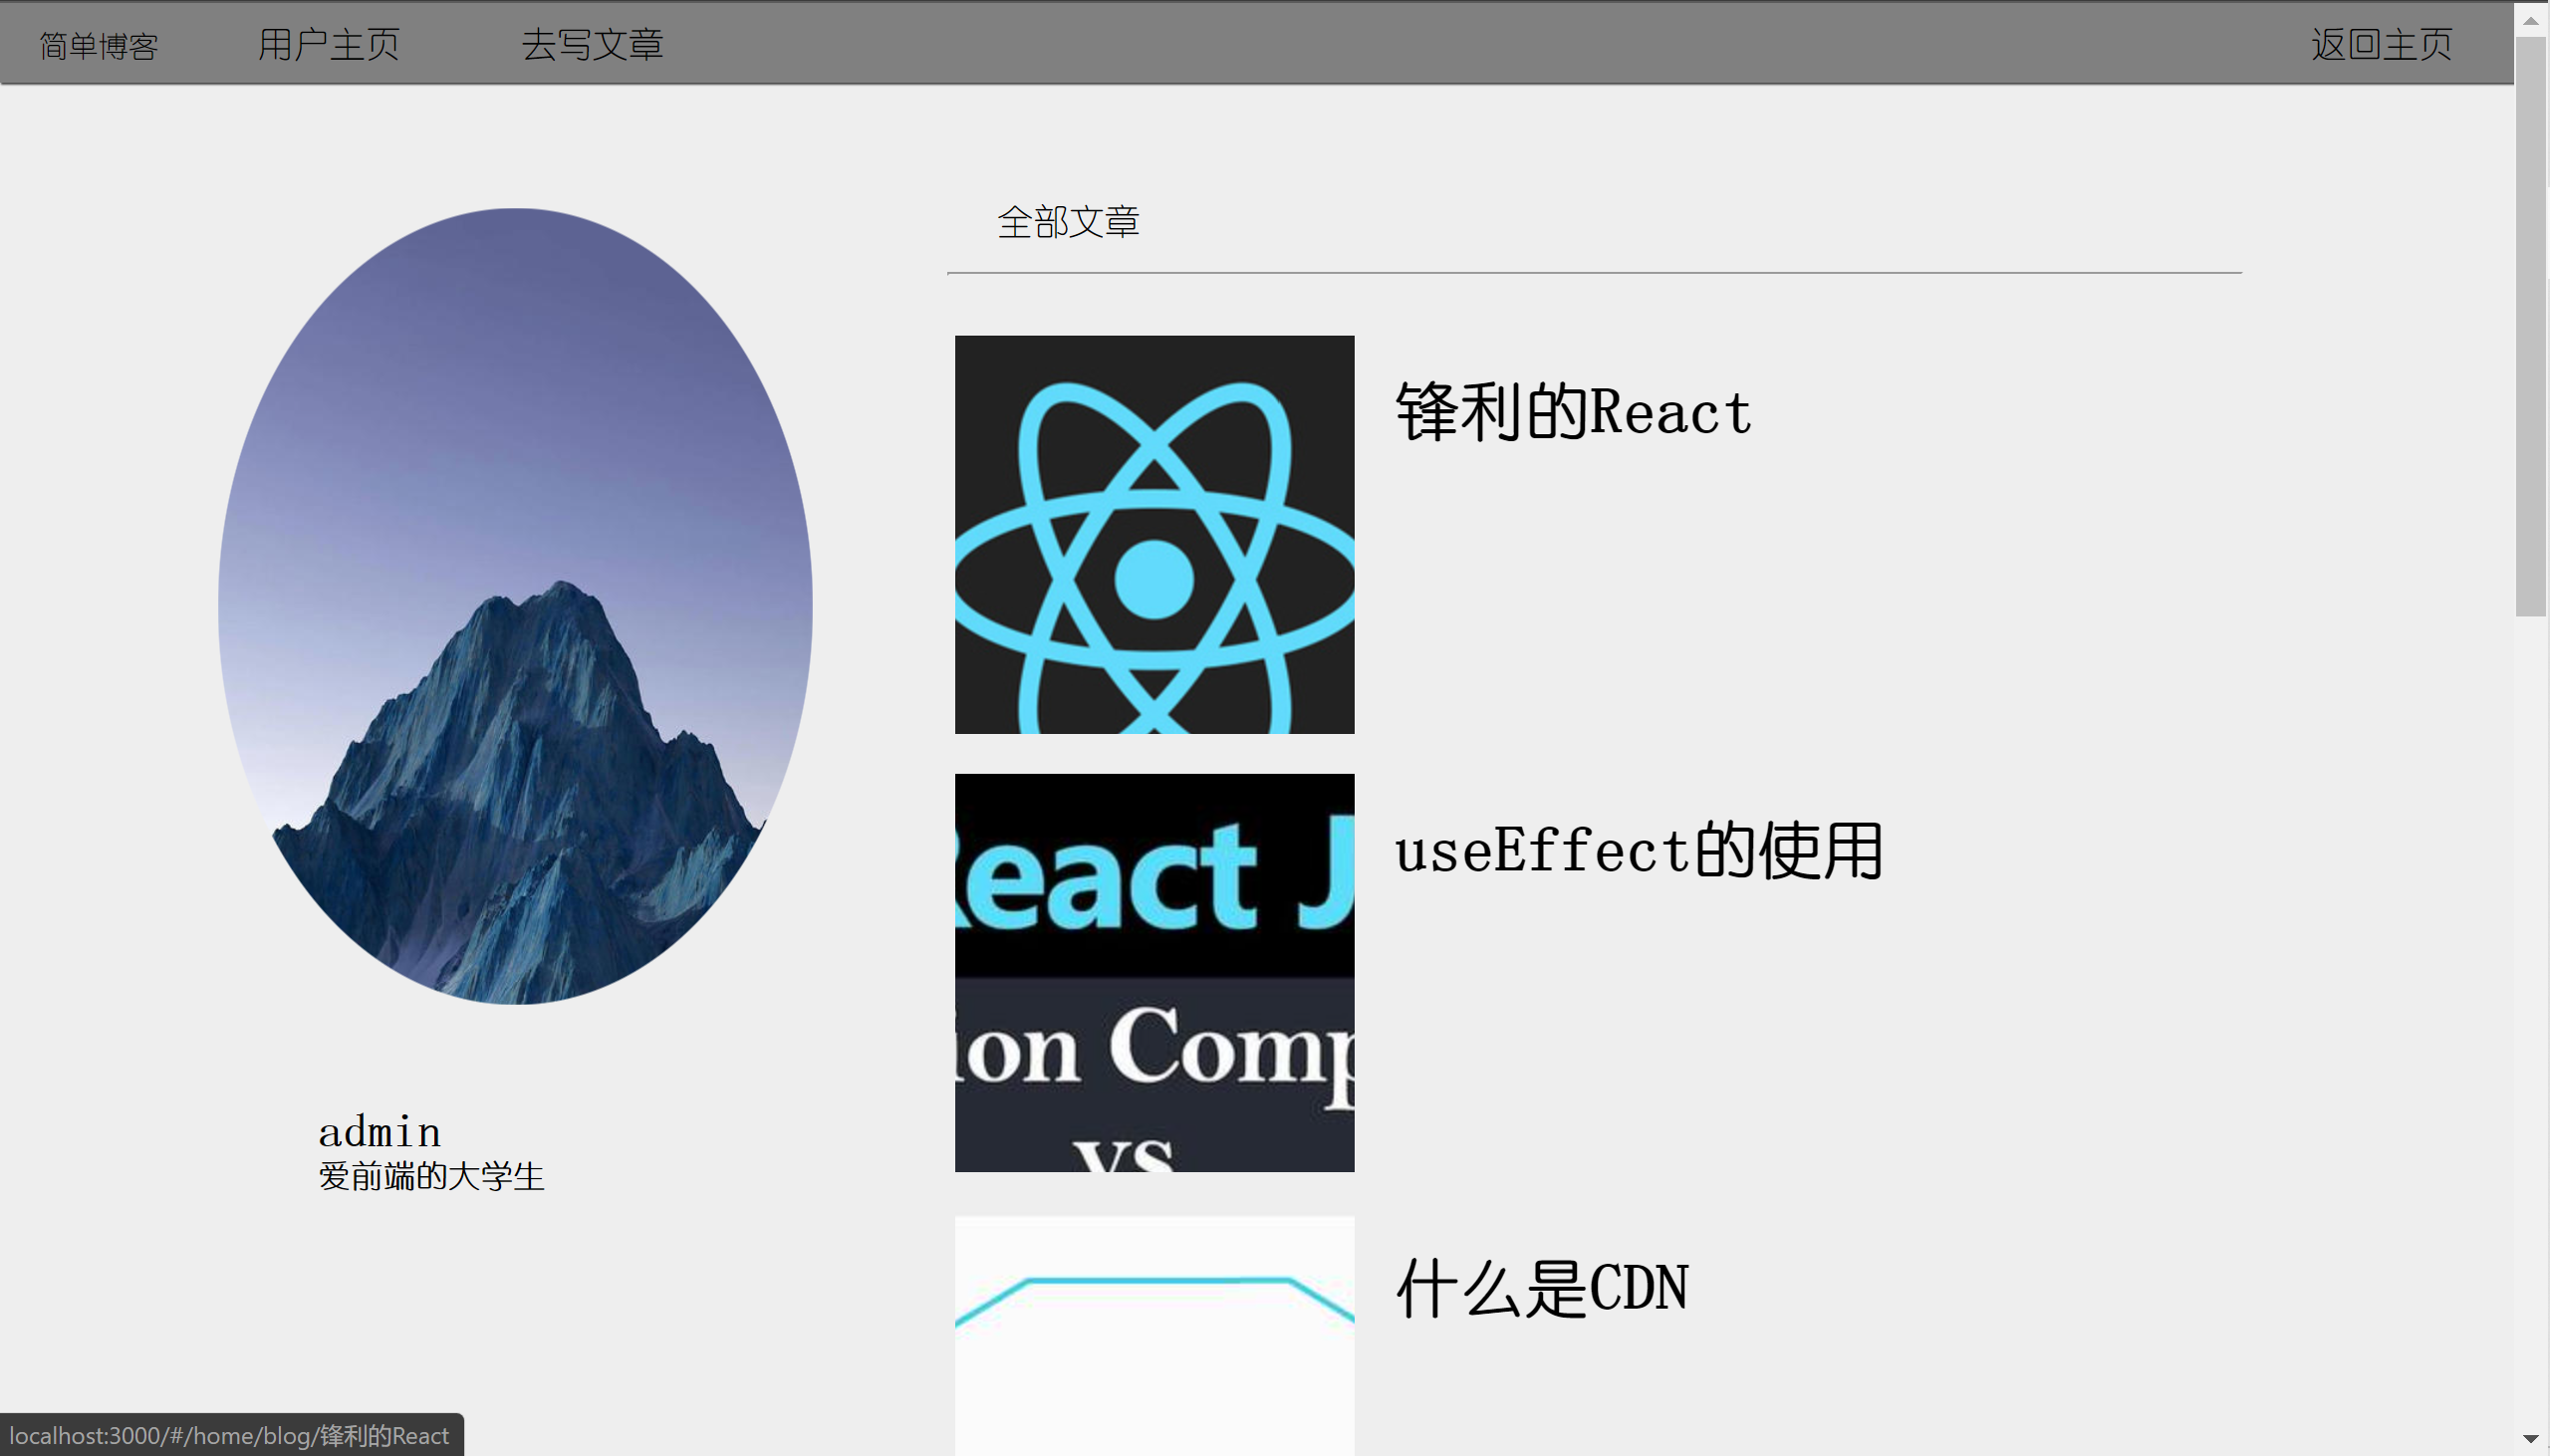 简单博客 用户主页 去写文章 返回主页
全部文章
锋利的React
React J
useEffect的使用
ion Comp
vs
admin
爱前端的大学生
什么是CDN
localhost:3000/#/home/blog/锋利的React